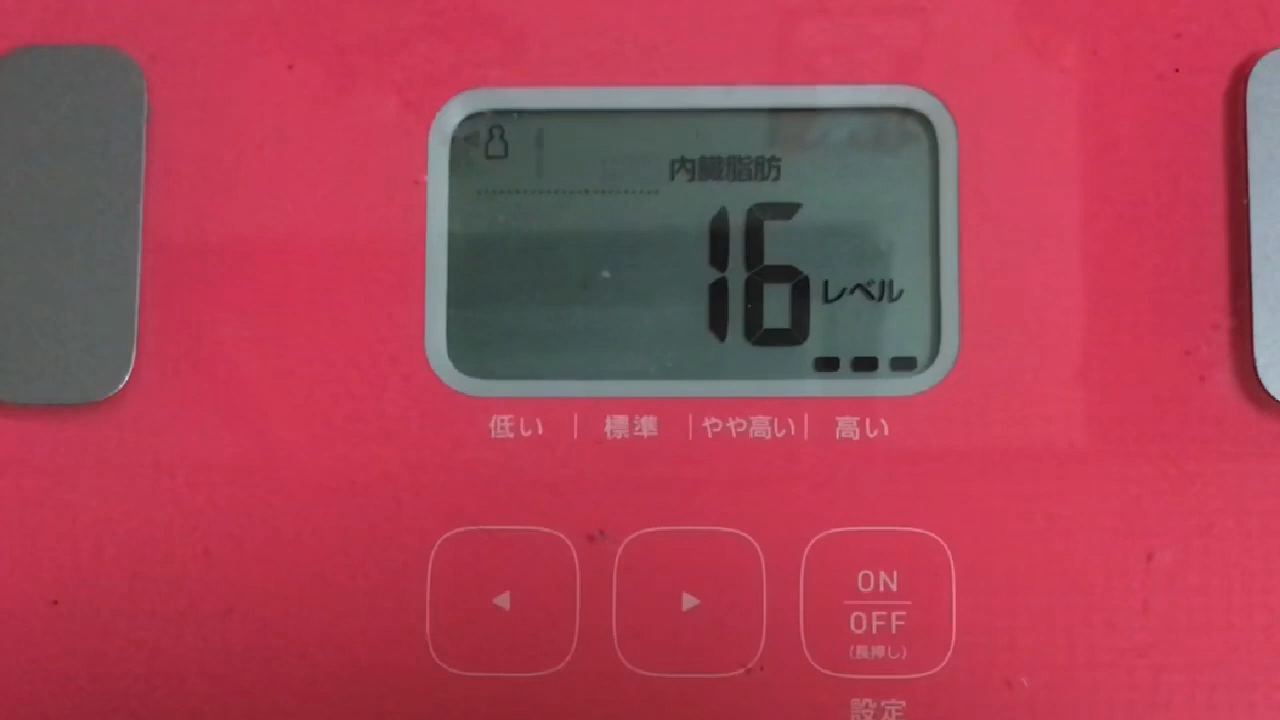 内臓脂肪
16 レベル
低い | 標準 | やや高い | 高い
ON
OFF
(長押し)
設定